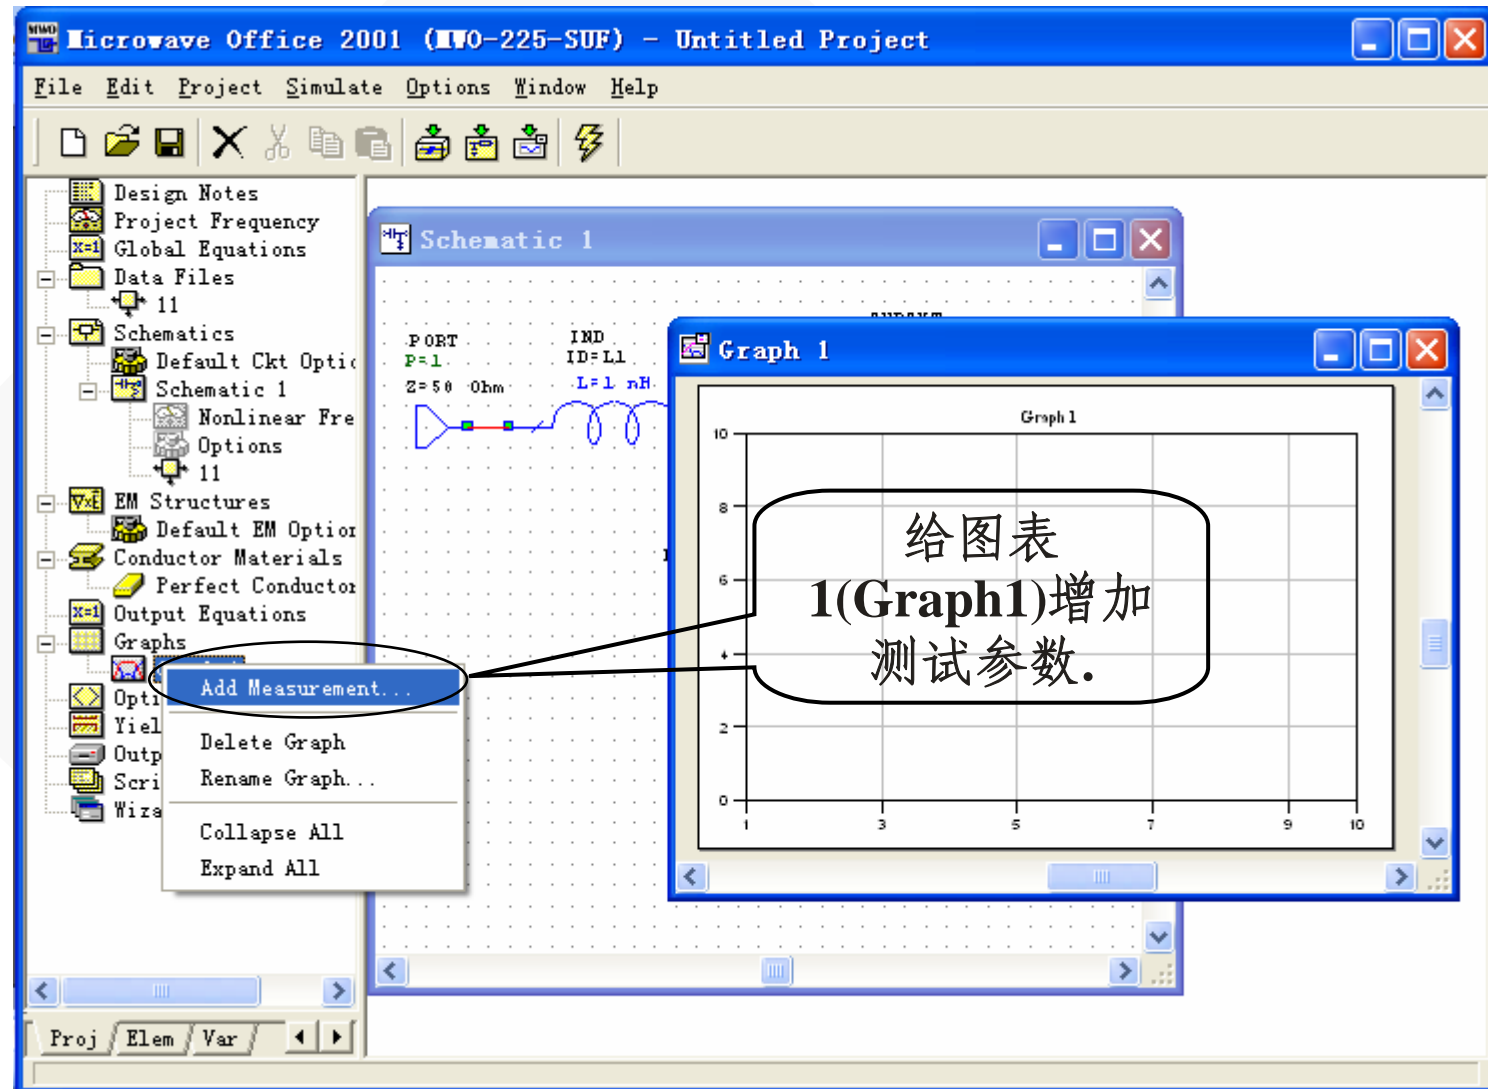 Microwave Office 2001 (MWO-225-SUF) - Untitled Project
File Edit Project Simulate Options Window Help
Design Notes
Project Frequency
Global Equations
Data Files
11
Schematics
Default Ckt Optic
Schematic 1
Nonlinear Fre
Options
11
EM Structures
Default EM Option
Conductor Materials
Perfect Conductor
Output Equations
Graphs
Opti
Yiel
Outp
Scri
Wiza
Add Measurement...
Delete Graph
Rename Graph...
Collapse All
Expand All
Proj Elem Var
Schematic 1
PORT
P=1
Z=50 Ohm
IND
ID=L1
L=1 nH
Graph 1
Graph 1
10
8
6
4
2
0
1 3 5 7 9 10
给图表
1(Graph1)增加
测试参数.